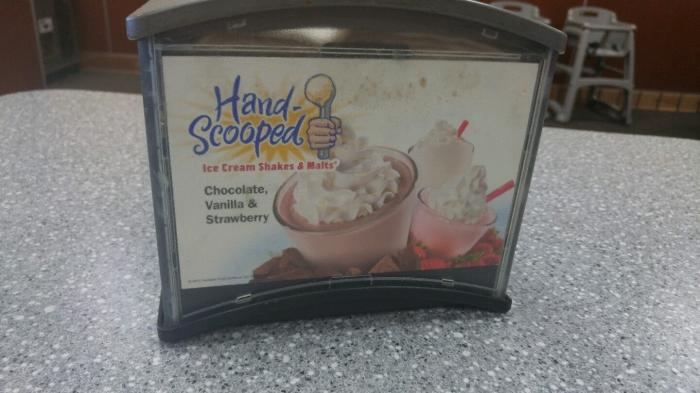 Hand-
Scooped
Ice Cream Shakes & Malts
Chocolate,
Vanilla &
Strawberry